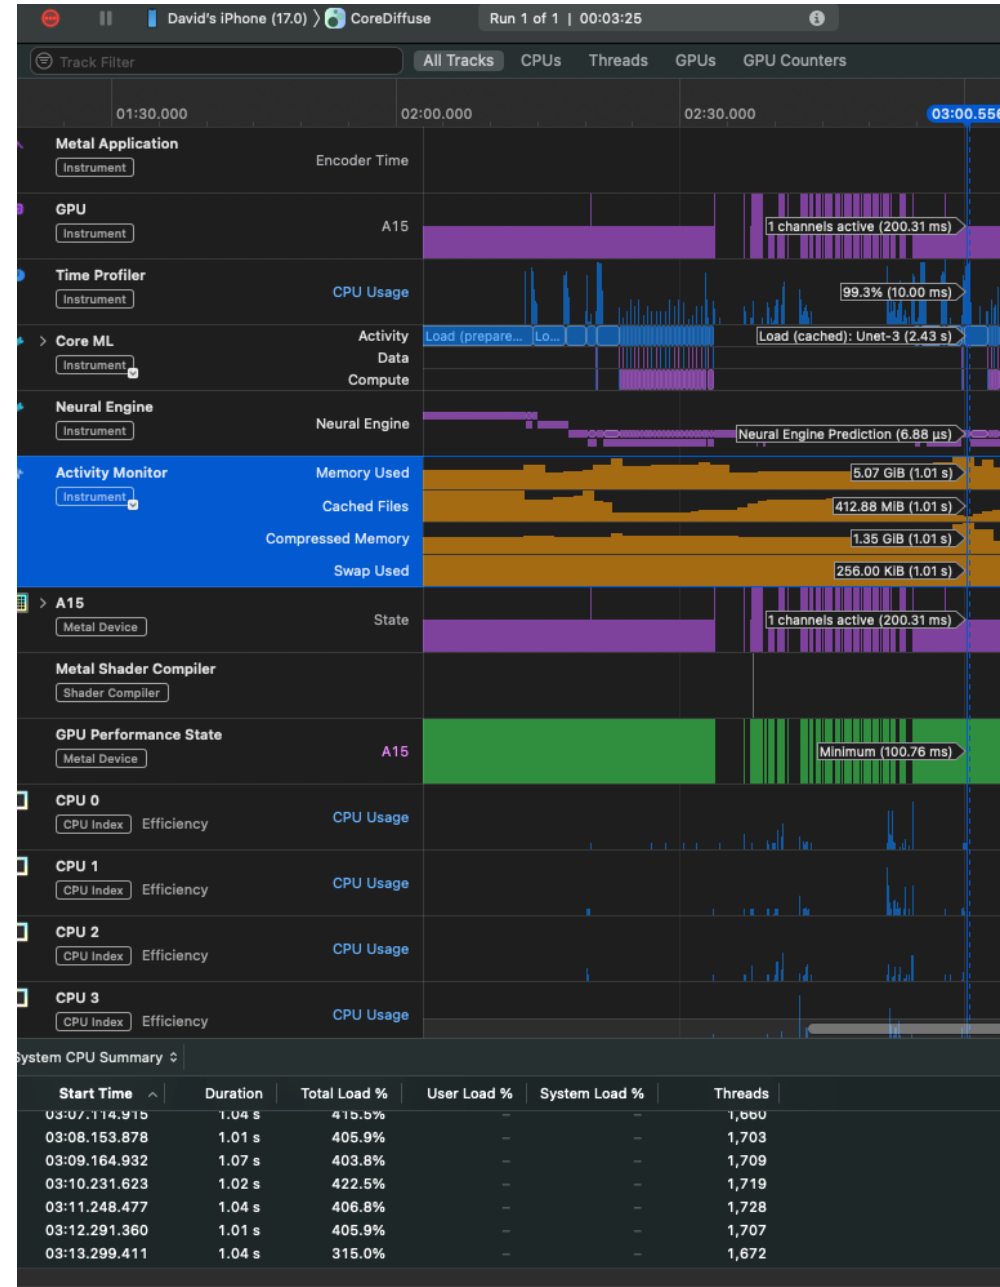 David's iPhone (17.0) 〉 CoreDiffuse Run 1 of 1 | 00:03:25
Track Filter All Tracks CPUs Threads GPUs GPU Counters
01:30.000 02:00.000 02:30.000 03:00.556
Metal Application
Instrument
Encoder Time
GPU
Instrument
A15
1 channels active (200.31 ms)
Time Profiler
Instrument
CPU Usage
99.3% (10.00 ms)
Core ML
Instrument
Activity
Load (prepare... Lo... Load (cached): Unet-3 (2.43 s)
Data
Compute
Neural Engine
Instrument
Neural Engine
Neural Engine Prediction (6.88 µs)
Activity Monitor
Instrument
Memory Used
5.07 GiB (1.01 s)
Cached Files
412.88 MiB (1.01 s)
Compressed Memory
1.35 GiB (1.01 s)
Swap Used
256.00 KiB (1.01 s)
A15
Metal Device
State
1 channels active (200.31 ms)
Metal Shader Compiler
Shader Compiler
GPU Performance State
Metal Device
A15
Minimum (100.76 ms)
CPU 0
CPU Index Efficiency
CPU Usage
CPU 1
CPU Index Efficiency
CPU Usage
CPU 2
CPU Index Efficiency
CPU Usage
CPU 3
CPU Index Efficiency
CPU Usage
System CPU Summary
Start Time Duration Total Load % User Load % System Load % Threads
03:07.114.915 1.04 s 415.5% – – 1,660
03:08.153.878 1.01 s 405.9% – – 1,703
03:09.164.932 1.07 s 403.8% – – 1,709
03:10.231.623 1.02 s 422.5% – – 1,719
03:11.248.477 1.04 s 406.8% – – 1,728
03:12.291.360 1.01 s 405.9% – – 1,707
03:13.299.411 1.04 s 315.0% – – 1,672